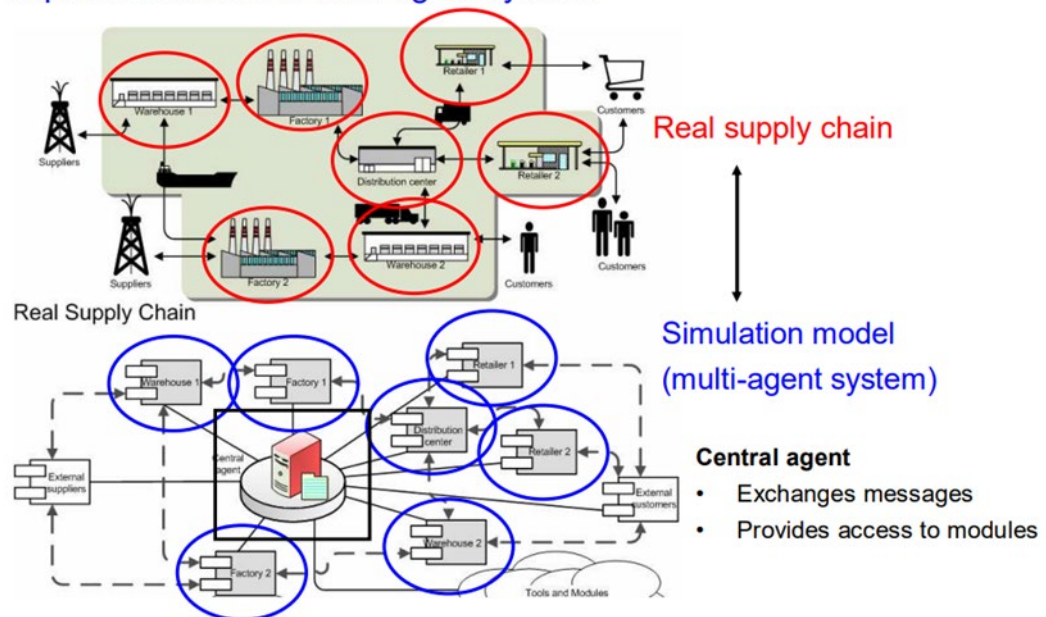 Retailer 1
Customers
Warehouse 1
Factory 1
Suppliers
Real supply chain
Distribution center
Retailer 2
Customers
Suppliers
Factory 2
Warehouse 2
Customers
Real Supply Chain
Simulation model
(multi-agent system)
Warehouse 1
Factory 1
Retailer 1
Distribution
center
Retailer 2
Central
agent
Central agent
External
suppliers
External
customers
• Exchanges messages
• Provides access to modules
Warehouse 2
Factory 2
Tools and Modules